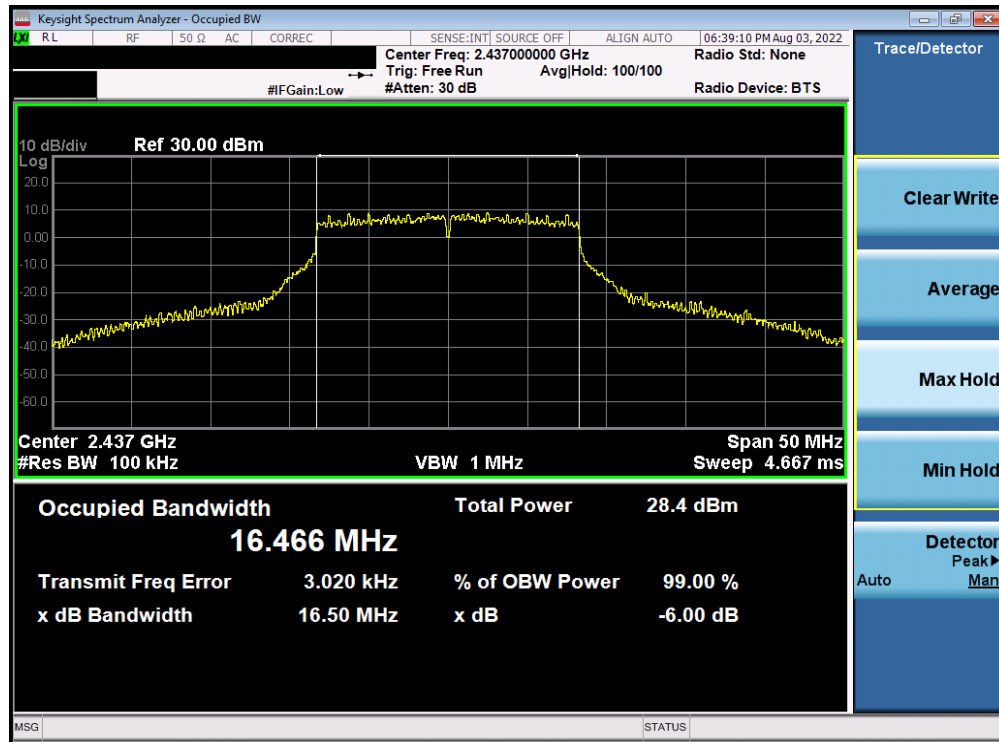 Keysight Spectrum Analyzer - Occupied BW
LXI RL RF 50 Ω AC CORREC SENSE:INT SOURCE OFF ALIGN AUTO 06:39:10 PM Aug 03, 2022
Center Freq: 2.437000000 GHz Radio Std: None
Trig: Free Run Avg|Hold: 100/100
#IFGain:Low #Atten: 30 dB Radio Device: BTS
Trace/Detector
10 dB/div Ref 30.00 dBm
Log
20.0
10.0
0.00
-10.0
-20.0
-30.0
-40.0
-50.0
-60.0
Center 2.437 GHz Span 50 MHz
#Res BW 100 kHz VBW 1 MHz Sweep 4.667 ms
Occupied Bandwidth Total Power 28.4 dBm
16.466 MHz
Transmit Freq Error 3.020 kHz % of OBW Power 99.00 %
x dB Bandwidth 16.50 MHz x dB -6.00 dB
Clear Write
Average
Max Hold
Min Hold
Detector
Peak▶
Auto Man
MSG STATUS